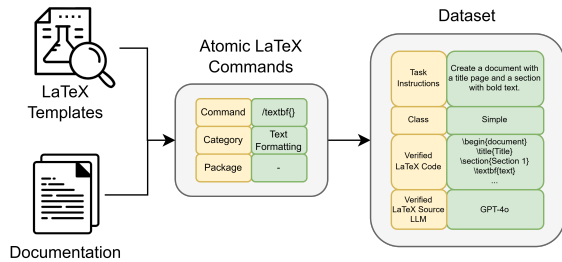 LaTeX
Templates
Documentation
Atomic LaTeX
Commands
Command
/textbf{}
Category
Text
Formatting
Package
-
Dataset
Task
Instructions
Create a document with
a title page and a section
with bold text.
Class
Simple
Verified
LaTeX Code
\begin{document}
\title{Title}
\section{Section 1}
\textbf{text}
...
Verified
LaTeX Source
LLM
GPT-4o